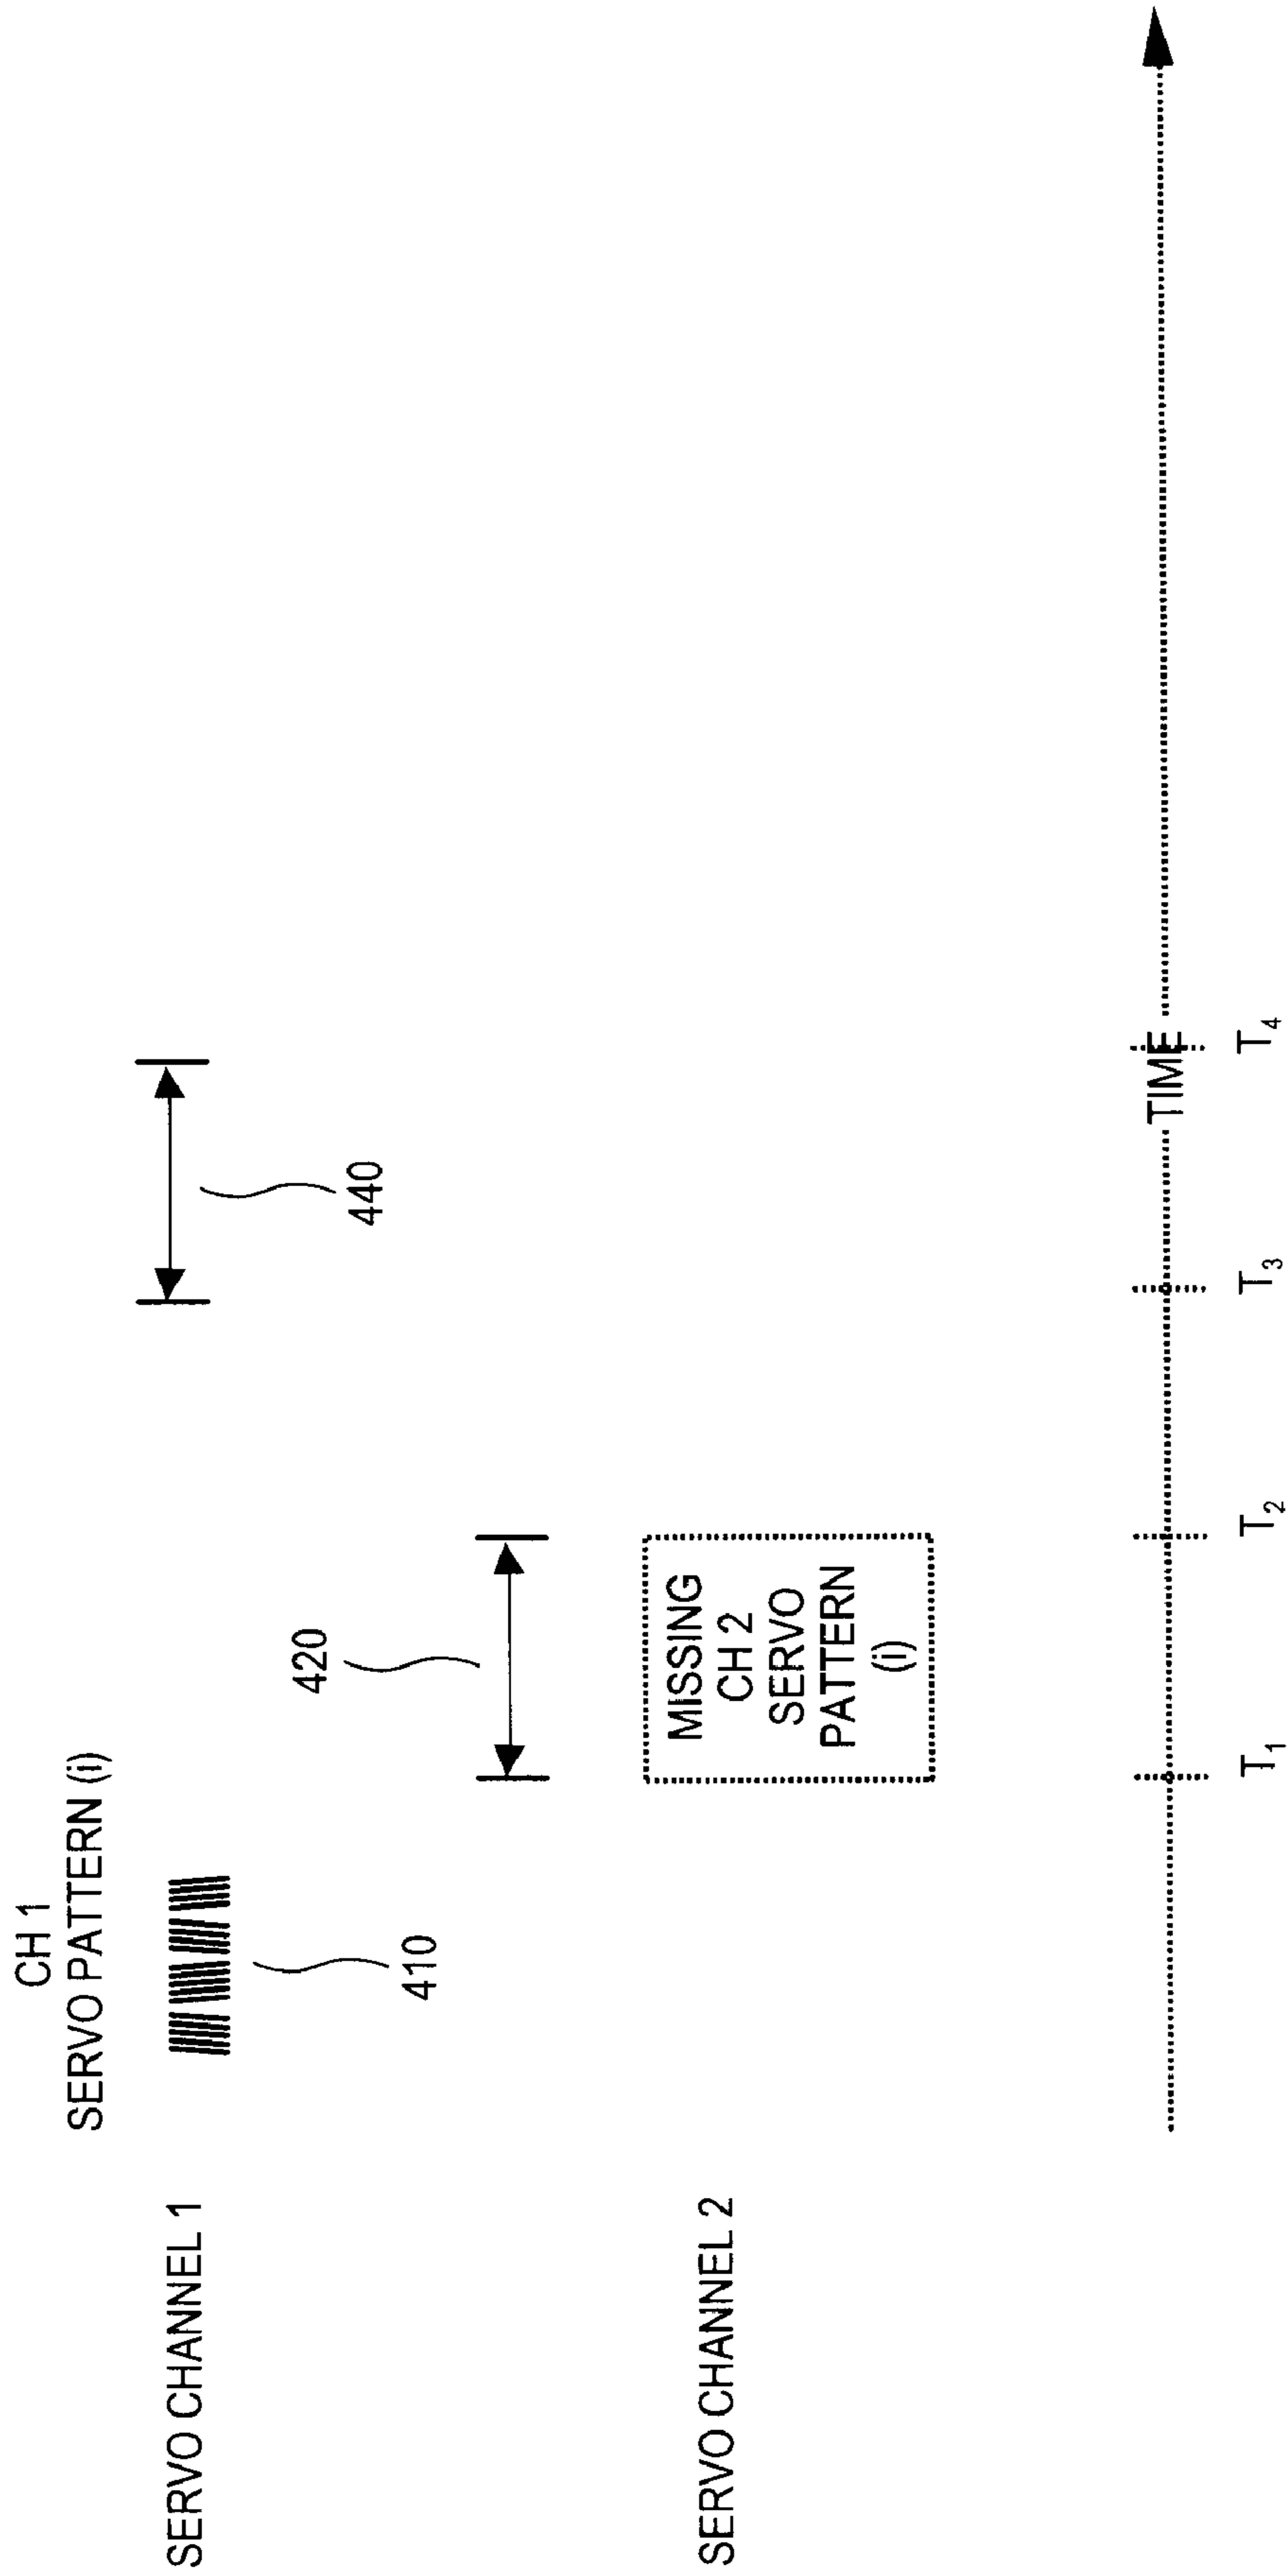 CH 1
SERVO PATTERN (i)
SERVO CHANNEL 1
410
440
420
SERVO CHANNEL 2
MISSING
CH 2
SERVO
PATTERN
(i)
TIME
T1
T2
T3
T4